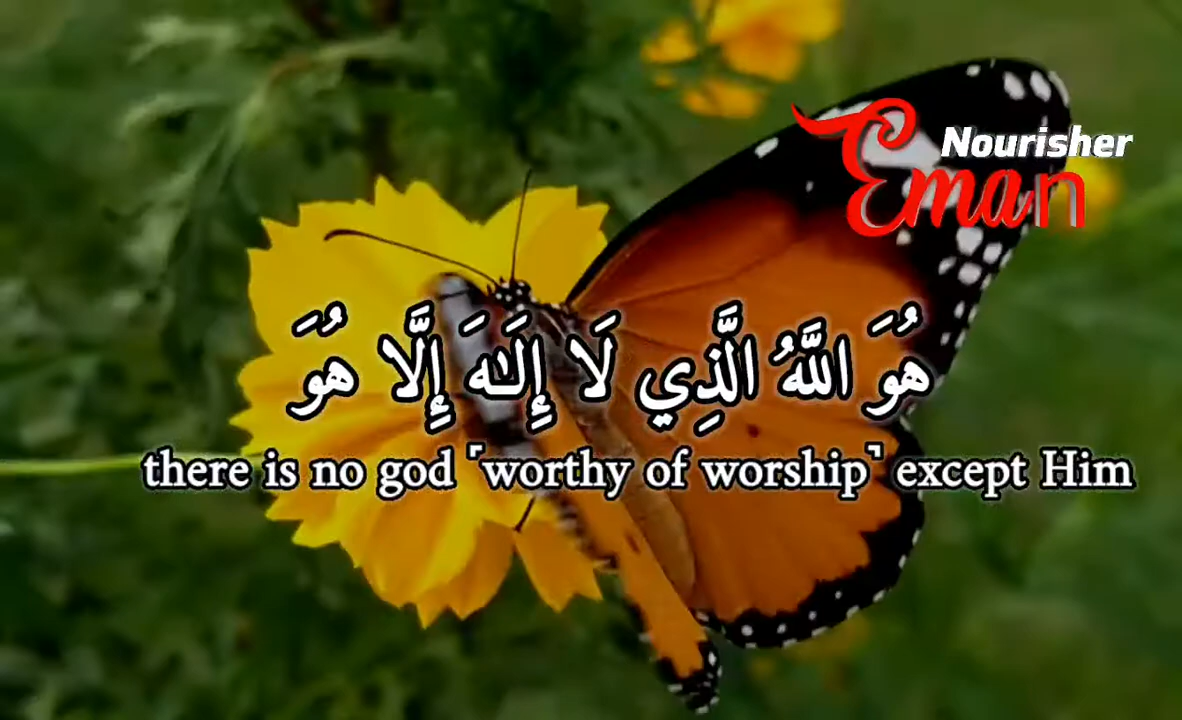 Nourisher
Eman
هُوَ اللَّهُ الَّذِي لَا إِلَـٰهَ إِلَّا هُوَ
there is no god ˹worthy of worship˺ except Him